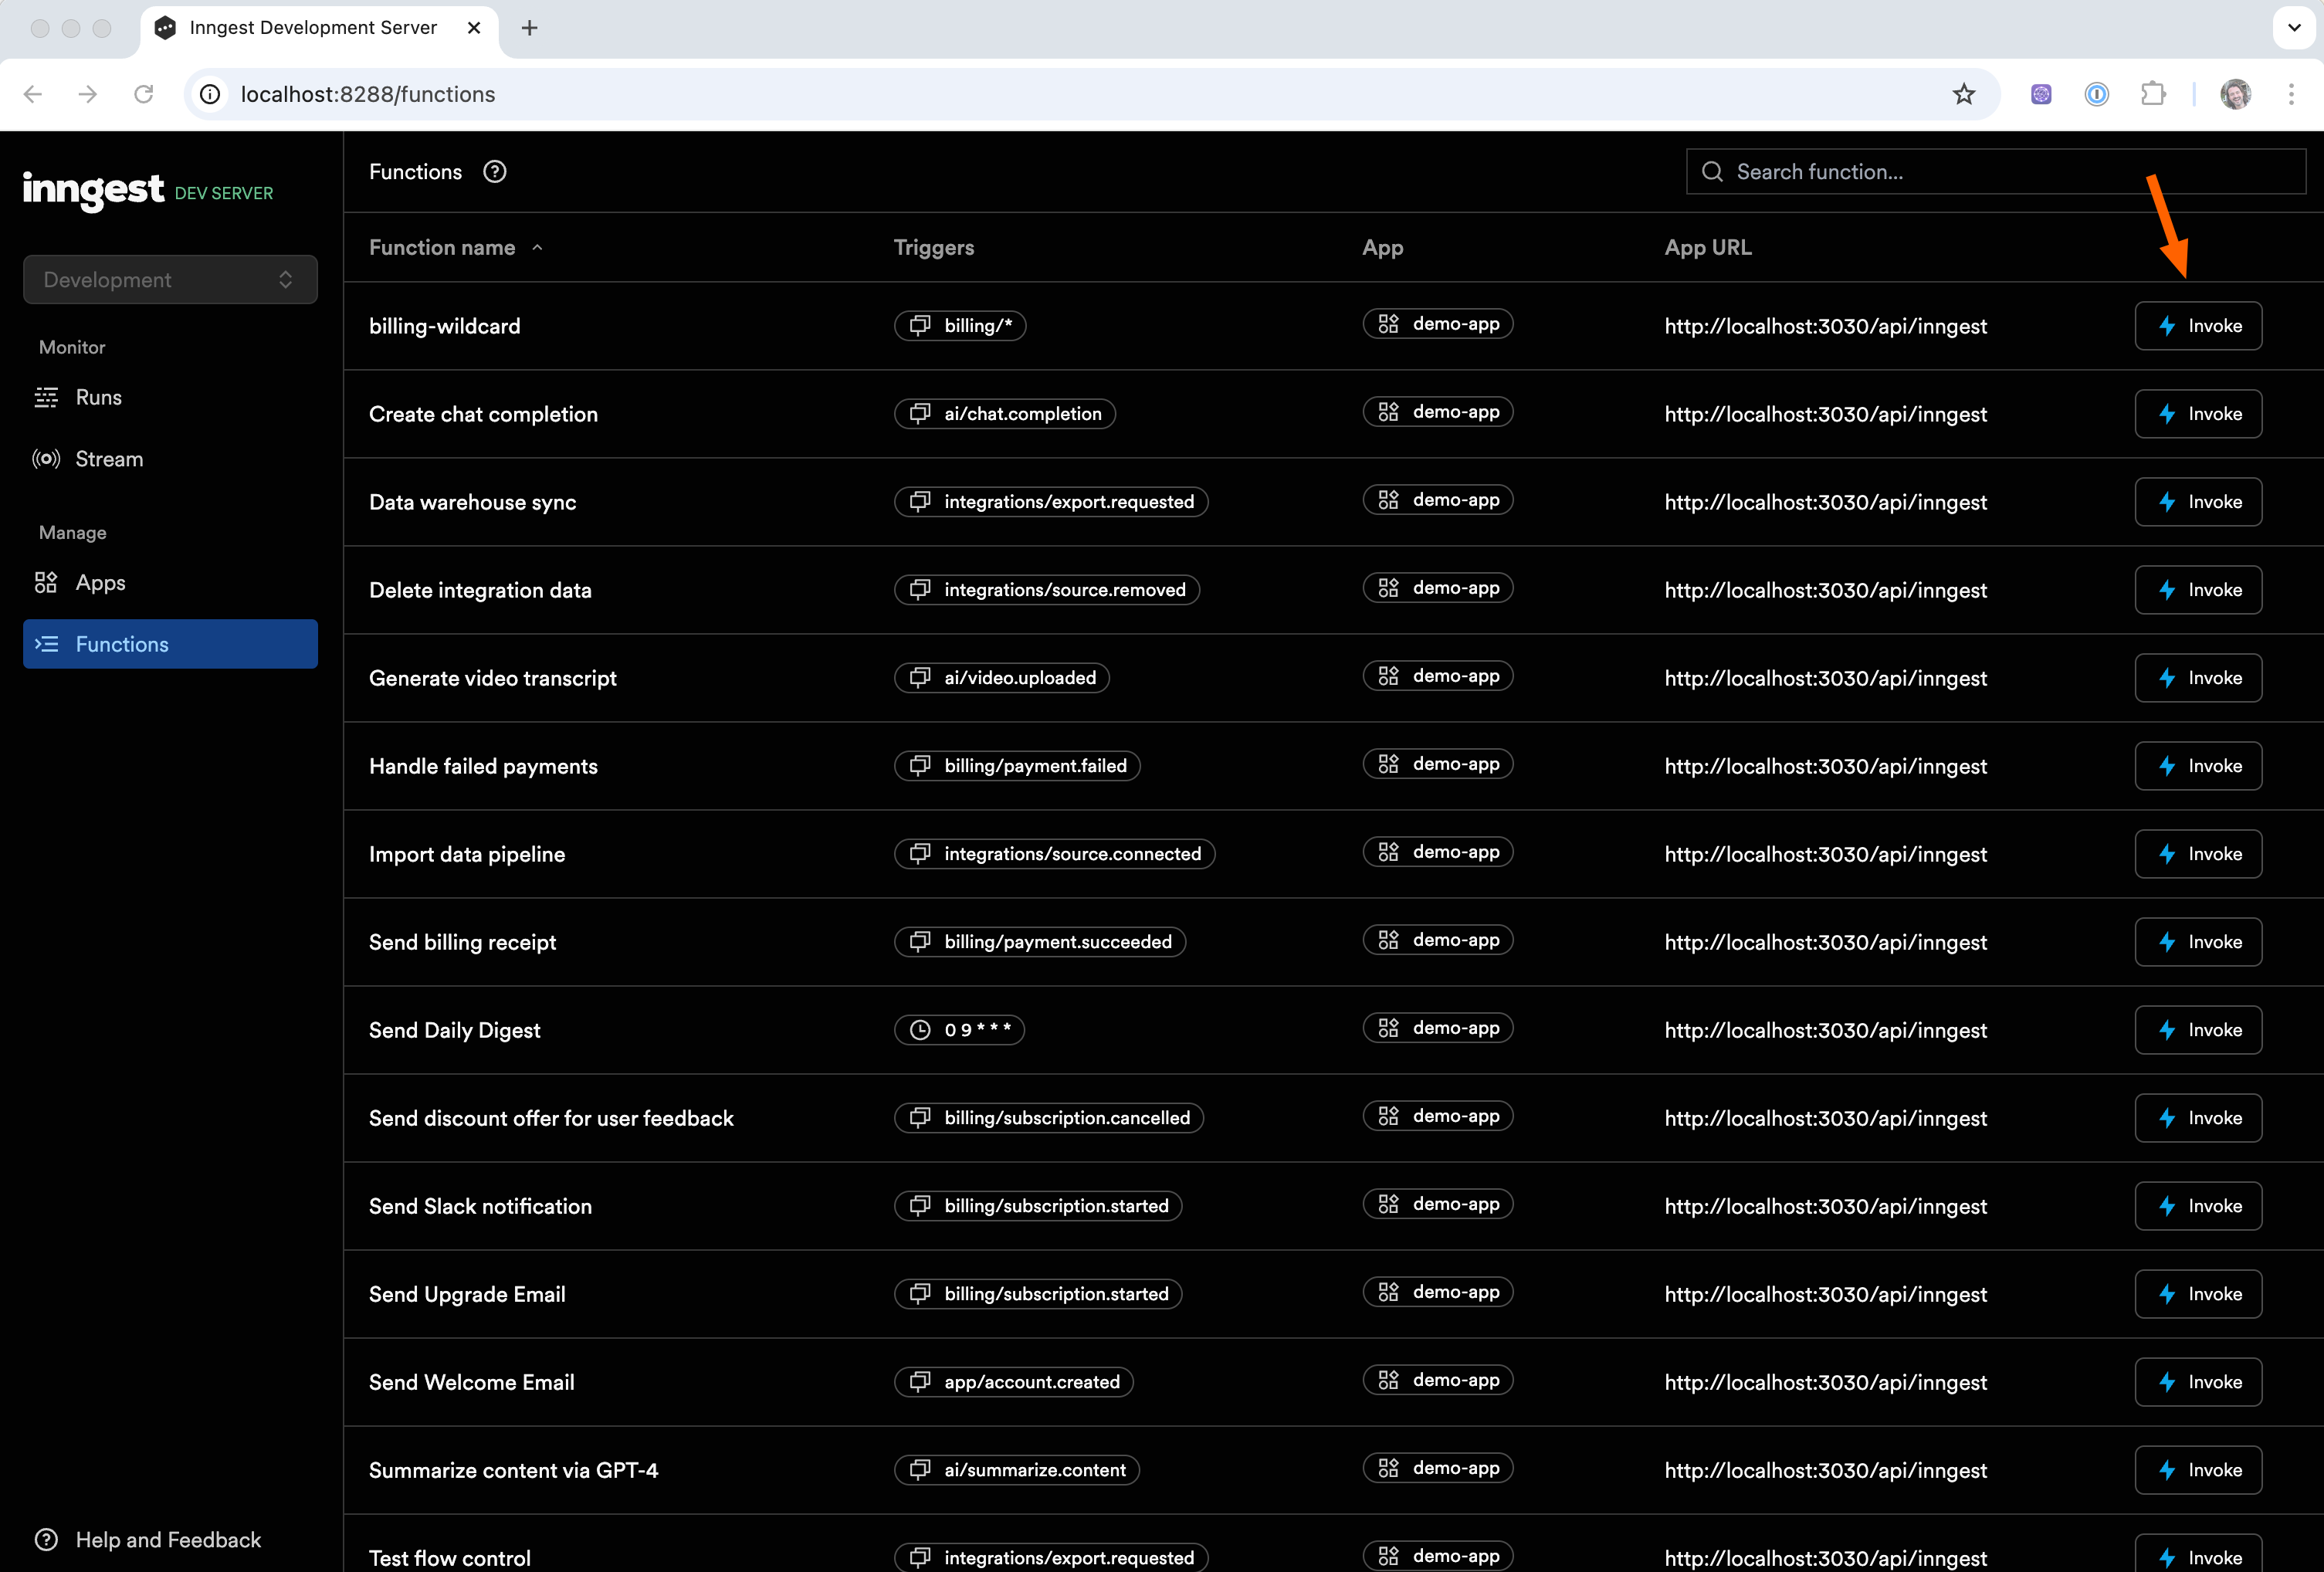 Inngest Development Server
localhost:8288/functions
inngest DEV SERVER
Development
Monitor
Runs
Stream
Manage
Apps
Functions
Help and Feedback
Functions
Search function...
Function name Triggers App App URL
billing-wildcard billing/* demo-app http://localhost:3030/api/inngest Invoke
Create chat completion ai/chat.completion demo-app http://localhost:3030/api/inngest Invoke
Data warehouse sync integrations/export.requested demo-app http://localhost:3030/api/inngest Invoke
Delete integration data integrations/source.removed demo-app http://localhost:3030/api/inngest Invoke
Generate video transcript ai/video.uploaded demo-app http://localhost:3030/api/inngest Invoke
Handle failed payments billing/payment.failed demo-app http://localhost:3030/api/inngest Invoke
Import data pipeline integrations/source.connected demo-app http://localhost:3030/api/inngest Invoke
Send billing receipt billing/payment.succeeded demo-app http://localhost:3030/api/inngest Invoke
Send Daily Digest 0 9 * * * demo-app http://localhost:3030/api/inngest Invoke
Send discount offer for user feedback billing/subscription.cancelled demo-app http://localhost:3030/api/inngest Invoke
Send Slack notification billing/subscription.started demo-app http://localhost:3030/api/inngest Invoke
Send Upgrade Email billing/subscription.started demo-app http://localhost:3030/api/inngest Invoke
Send Welcome Email app/account.created demo-app http://localhost:3030/api/inngest Invoke
Summarize content via GPT-4 ai/summarize.content demo-app http://localhost:3030/api/inngest Invoke
Test flow control integrations/export.requested demo-app http://localhost:3030/api/inngest Invoke